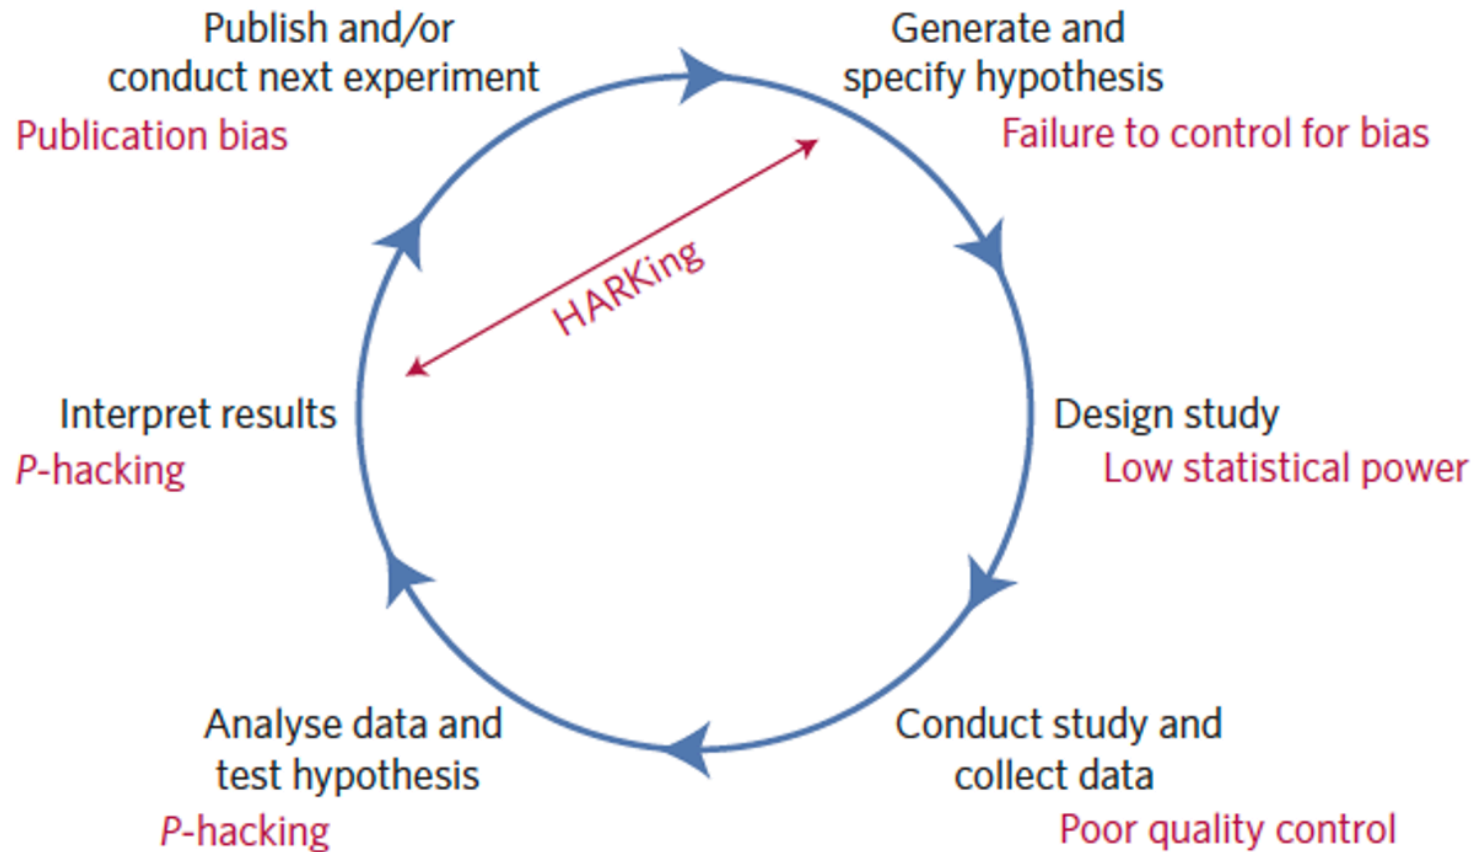 Publish and/or
conduct next experiment
Publication bias
Generate and
specify hypothesis
Failure to control for bias
HARKing
Interpret results
P-hacking
Design study
Low statistical power
Analyse data and
test hypothesis
P-hacking
Conduct study and
collect data
Poor quality control